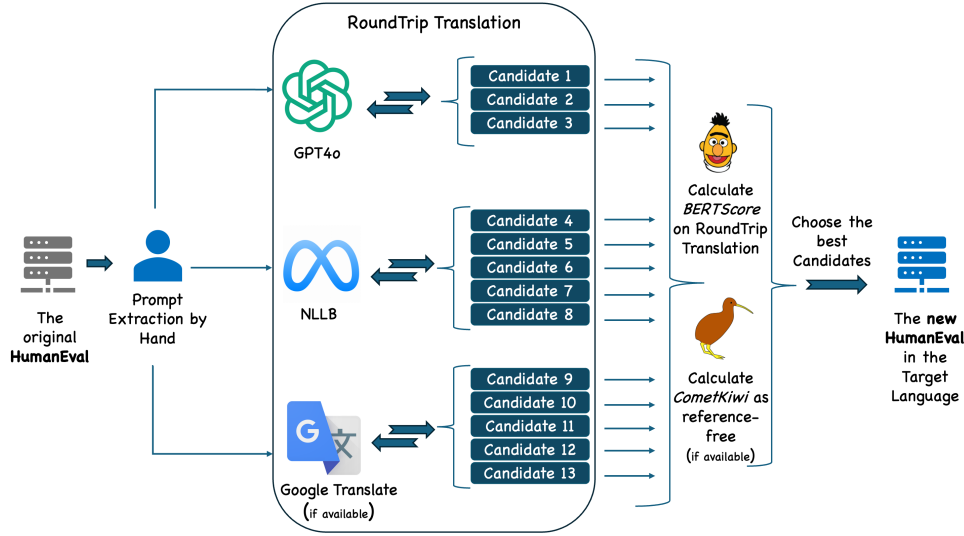 RoundTrip Translation
GPT4o
Candidate 1
Candidate 2
Candidate 3
NLLB
Candidate 4
Candidate 5
Candidate 6
Candidate 7
Candidate 8
G
文
Google Translate
(if available)
Candidate 9
Candidate 10
Candidate 11
Candidate 12
Candidate 13
The
original
HumanEval
Prompt
Extraction by
Hand
Calculate
BERTScore
on RoundTrip
Translation
Calculate
CometKiwi as
reference-
free
(if available)
Choose the
best
Candidates
The new
HumanEval
in the
Target
Language